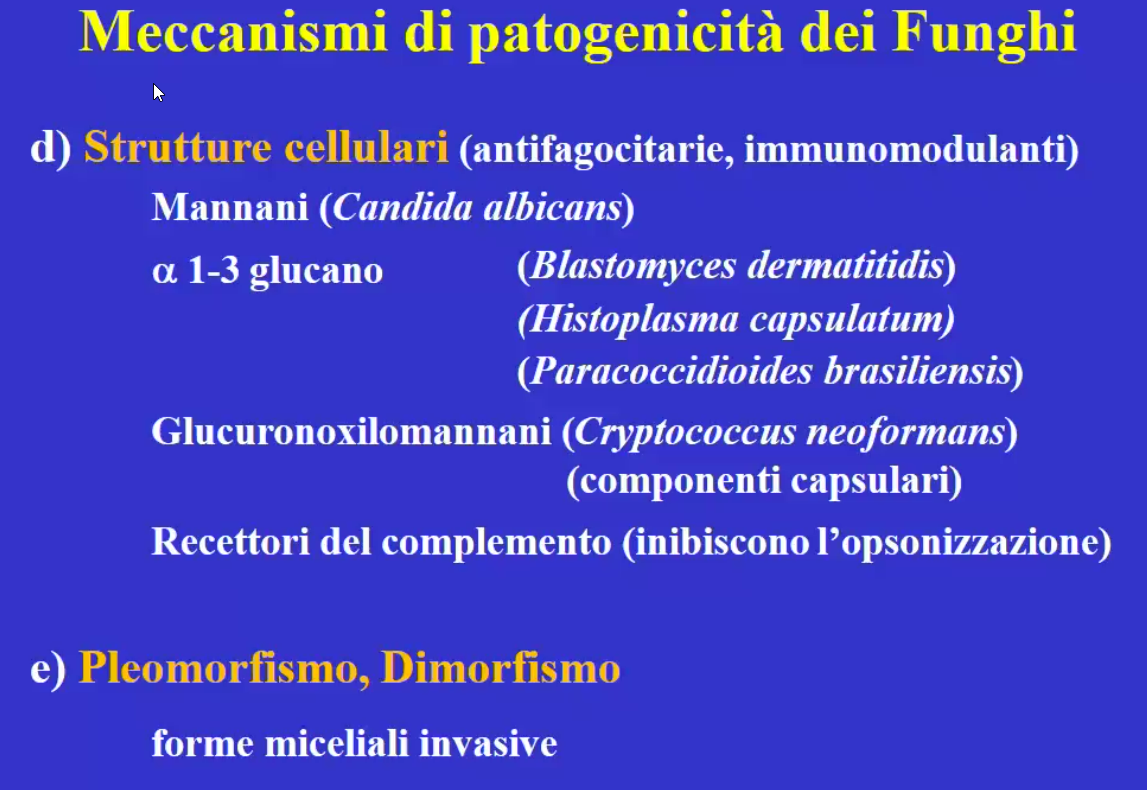 Meccanismi di patogenicità dei Funghi
d) Strutture cellulari (antifagocitarie, immunomodulanti)
Mannani (Candida albicans)
α 1-3 glucano (Blastomyces dermatitidis)
(Histoplasma capsulatum)
(Paracoccidioides brasiliensis)
Glucuronoxilomannani (Cryptococcus neoformans)
(componenti capsulari)
Recettori del complemento (inibiscono l’opsonizzazione)
e) Pleomorfismo, Dimorfismo
forme miceliali invasive